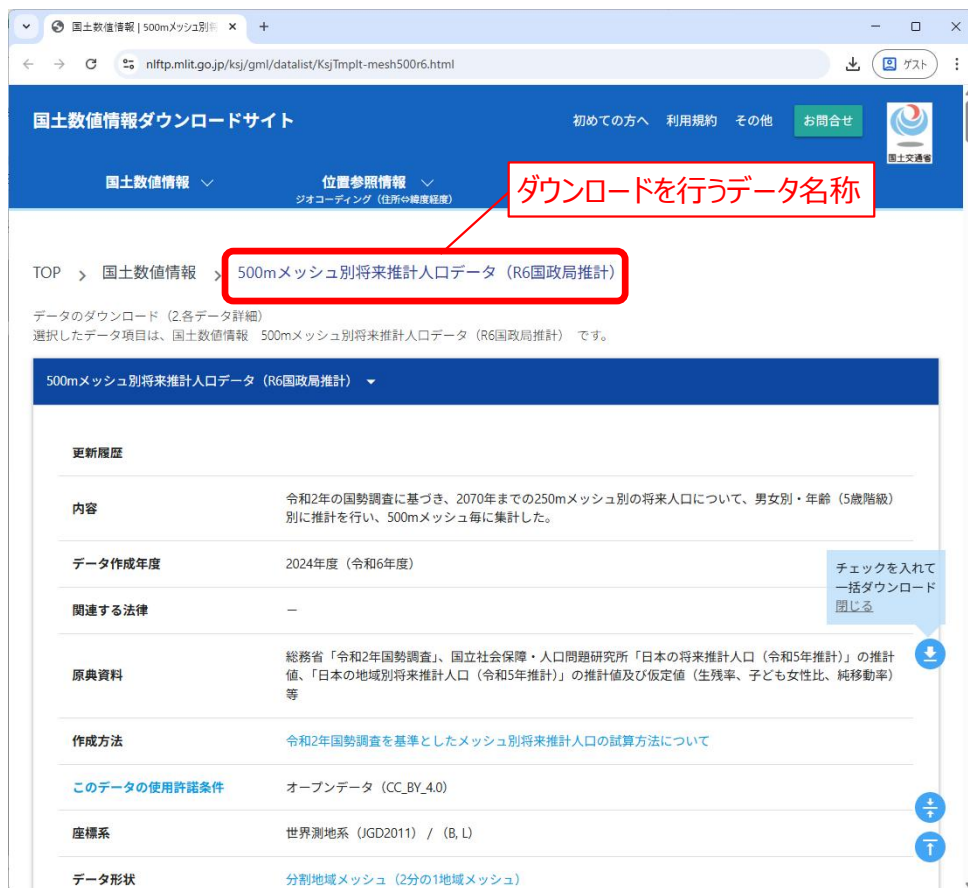 国土数値情報 | 500mメッシュ別
nlftp.mlit.go.jp/ksj/gml/datalist/KsjTmplt-mesh500r6.html
ゲスト
国土数値情報ダウンロードサイト
初めての方へ 利用規約 その他 お問合せ
国土交通省
国土数値情報
位置参照情報
ジオコーディング（住所⇔緯度経度）
ダウンロードを行うデータ名称
TOP > 国土数値情報 > 500mメッシュ別将来推計人口データ（R6国政局推計）
データのダウンロード（2.各データ詳細）
選択したデータ項目は、国土数値情報 500mメッシュ別将来推計人口データ（R6国政局推計） です。
500mメッシュ別将来推計人口データ（R6国政局推計）
更新履歴
内容
令和2年の国勢調査に基づき、2070年までの250mメッシュ別の将来人口について、男女別・年齢（5歳階級）
別に推計を行い、500mメッシュ毎に集計した。
データ作成年度
2024年度（令和6年度）
チェックを入れて
一括ダウンロード
閉じる
関連する法律
－
原典資料
総務省「令和2年国勢調査」、国立社会保障・人口問題研究所「日本の将来推計人口（令和5年推計）」の推計
値、「日本の地域別将来推計人口（令和5年推計）」の推計値及び仮定値（生残率、子ども女性比、純移動率）
等
作成方法
令和2年国勢調査を基準としたメッシュ別将来推計人口の試算方法について
このデータの使用許諾条件
オープンデータ（CC_BY_4.0）
座標系
世界測地系（JGD2011） / （B, L）
データ形状
分割地域メッシュ（2分の1地域メッシュ）